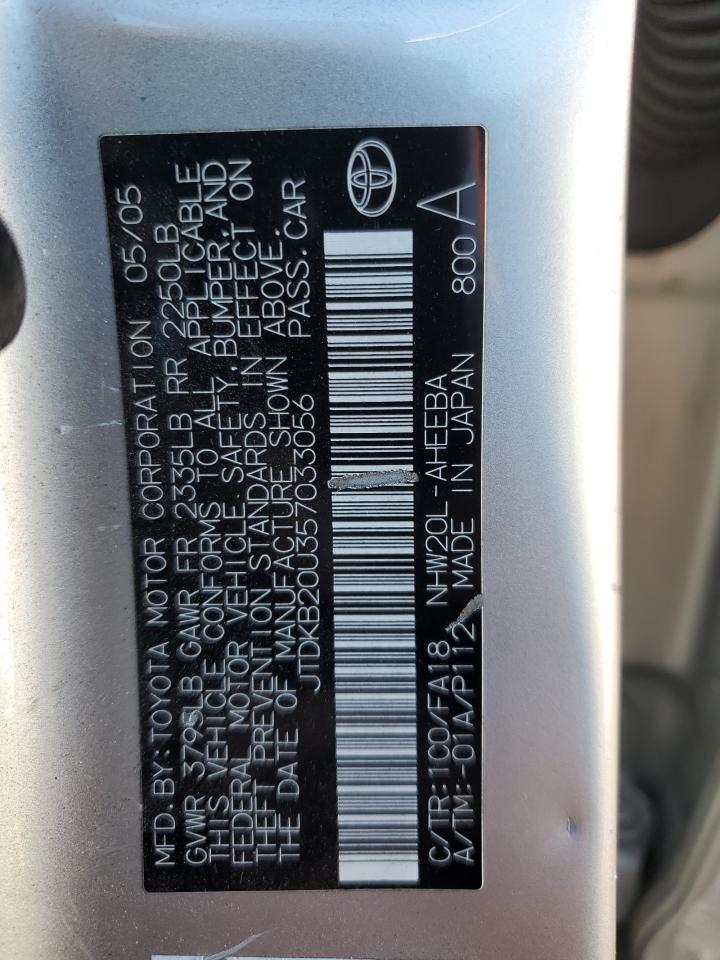 MFD. BY: TOYOTA MOTOR CORPORATION 05/05
GVWR 3795LB GAWR FR 2335LB RR 2250LB
THIS VEHICLE CONFORMS TO ALL APPLICABLE
FEDERAL MOTOR VEHICLE SAFETY, BUMPER, AND
THEFT PREVENTION STANDARDS IN EFFECT ON
THE DATE OF MANUFACTURE SHOWN ABOVE.
JTDKB20U357033056 PASS. CAR
C/TR: 1C0/FA18 NHW20L-AHEEBA 800A
A/TM: -01A/P112 MADE IN JAPAN